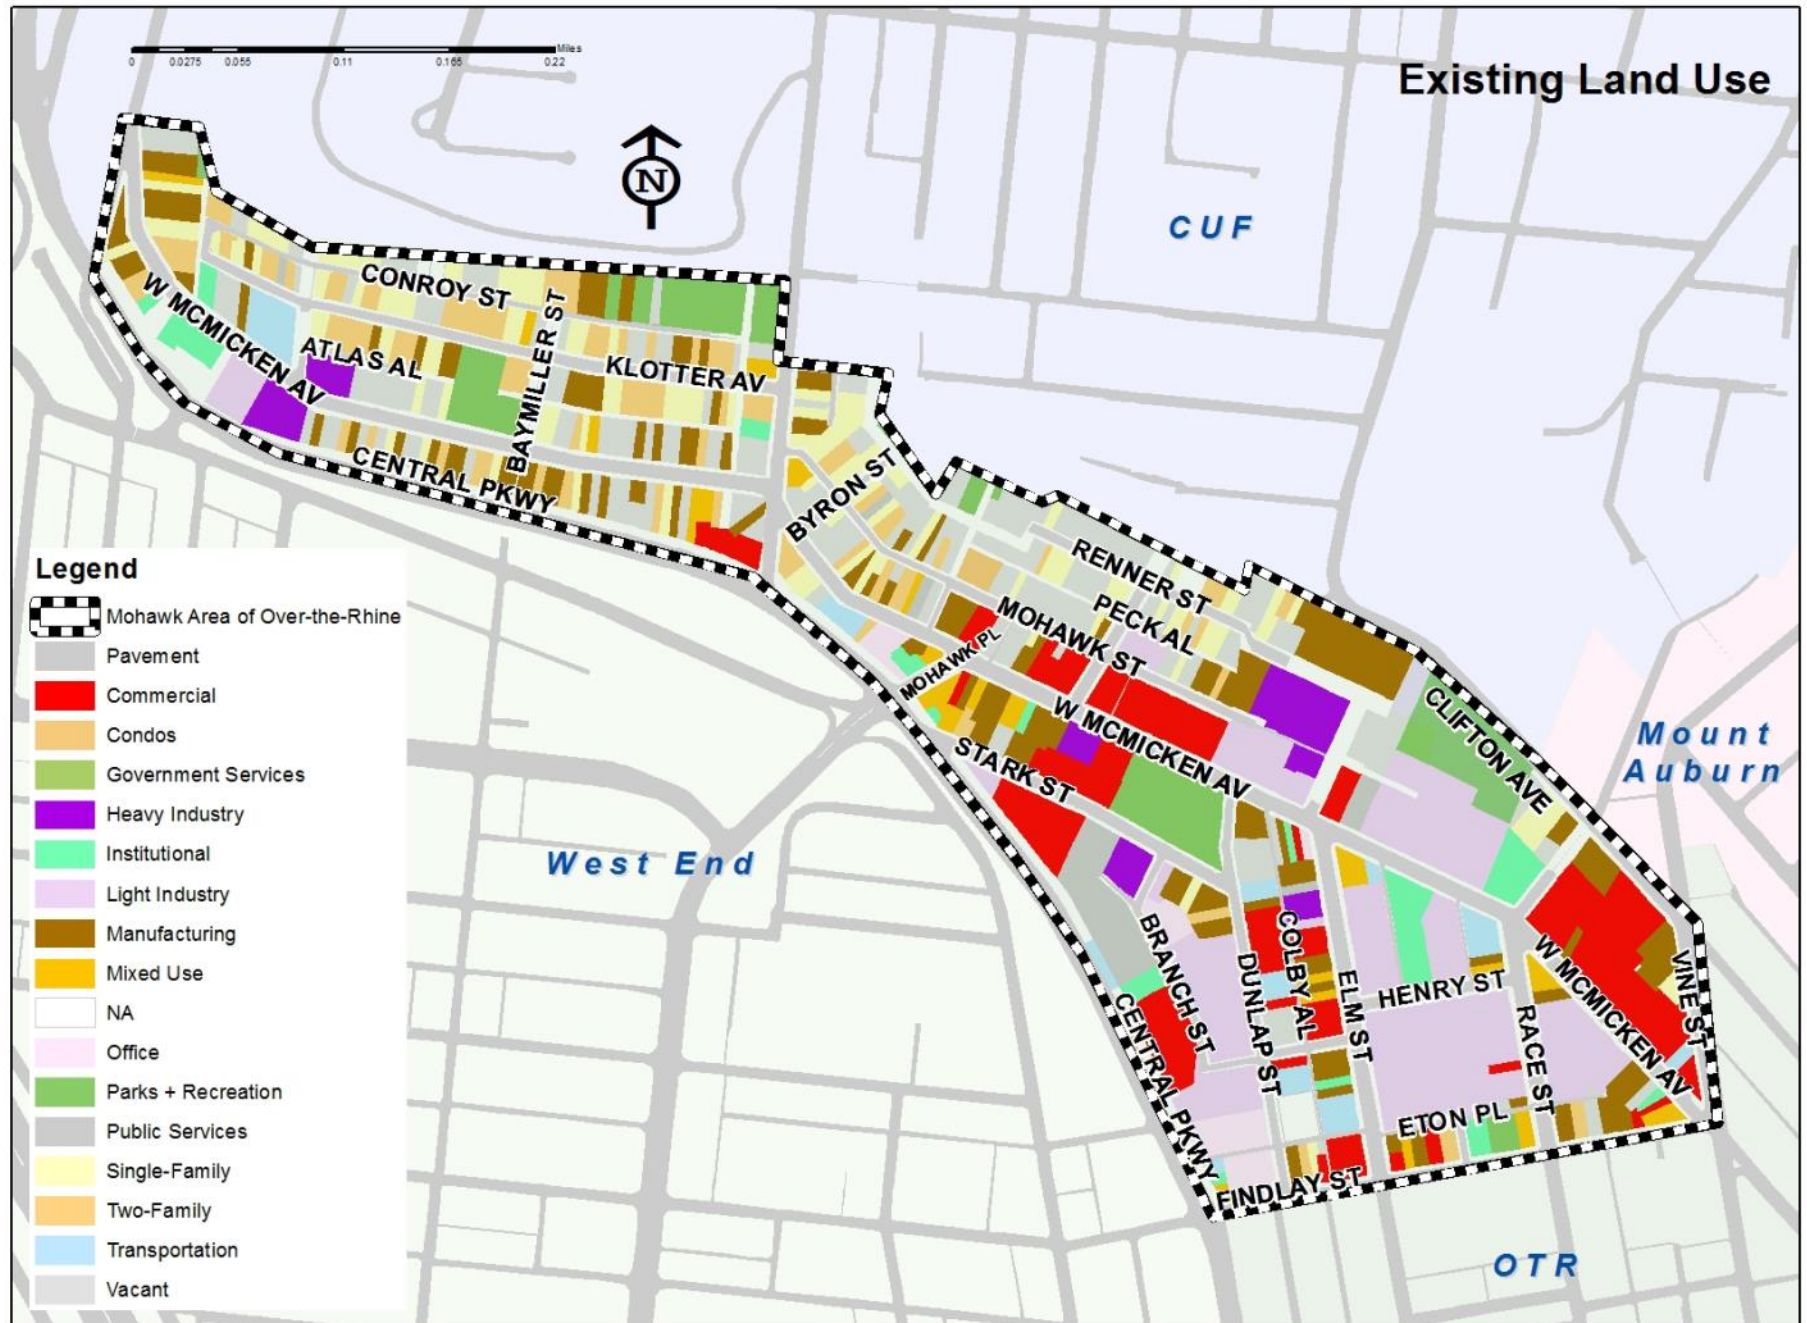 Miles
0 0.0275 0.055 0.11 0.165 0.22
Existing Land Use
N
CUF
CONROY ST
W MCMICKEN AV
ATLAS AL
BAYMILLER ST
KLOTTER AV
CENTRAL PKWY
BYRON ST
RENNER ST
PECK AL
MOHAWK ST
MOHAWK PL
W MCMICKEN AV
STARK ST
CLIFTON AVE
Mount
Auburn
West End
BRANCH ST
COLBY AL
DUNLAP ST
ELM ST
HENRY ST
RACE ST
W MCMICKEN AV
VINE ST
CENTRAL PKWY
ETON PL
FINDLAY ST
OTR
Legend
Mohawk Area of Over-the-Rhine
Pavement
Commercial
Condos
Government Services
Heavy Industry
Institutional
Light Industry
Manufacturing
Mixed Use
NA
Office
Parks + Recreation
Public Services
Single-Family
Two-Family
Transportation
Vacant